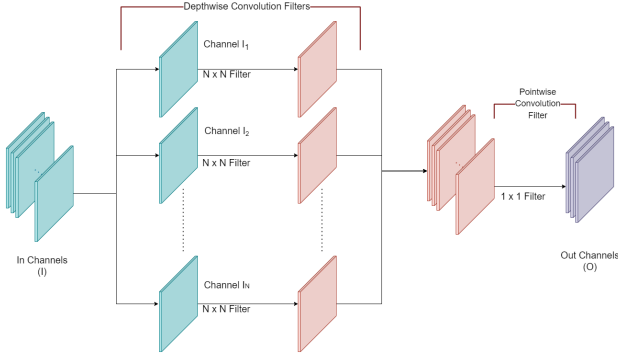 Depthwise Convolution Filters
Channel I1
N x N Filter
Channel I2
N x N Filter
Pointwise
Convolution
Filter
1 x 1 Filter
In Channels
(I)
Out Channels
(O)
Channel IN
N x N Filter